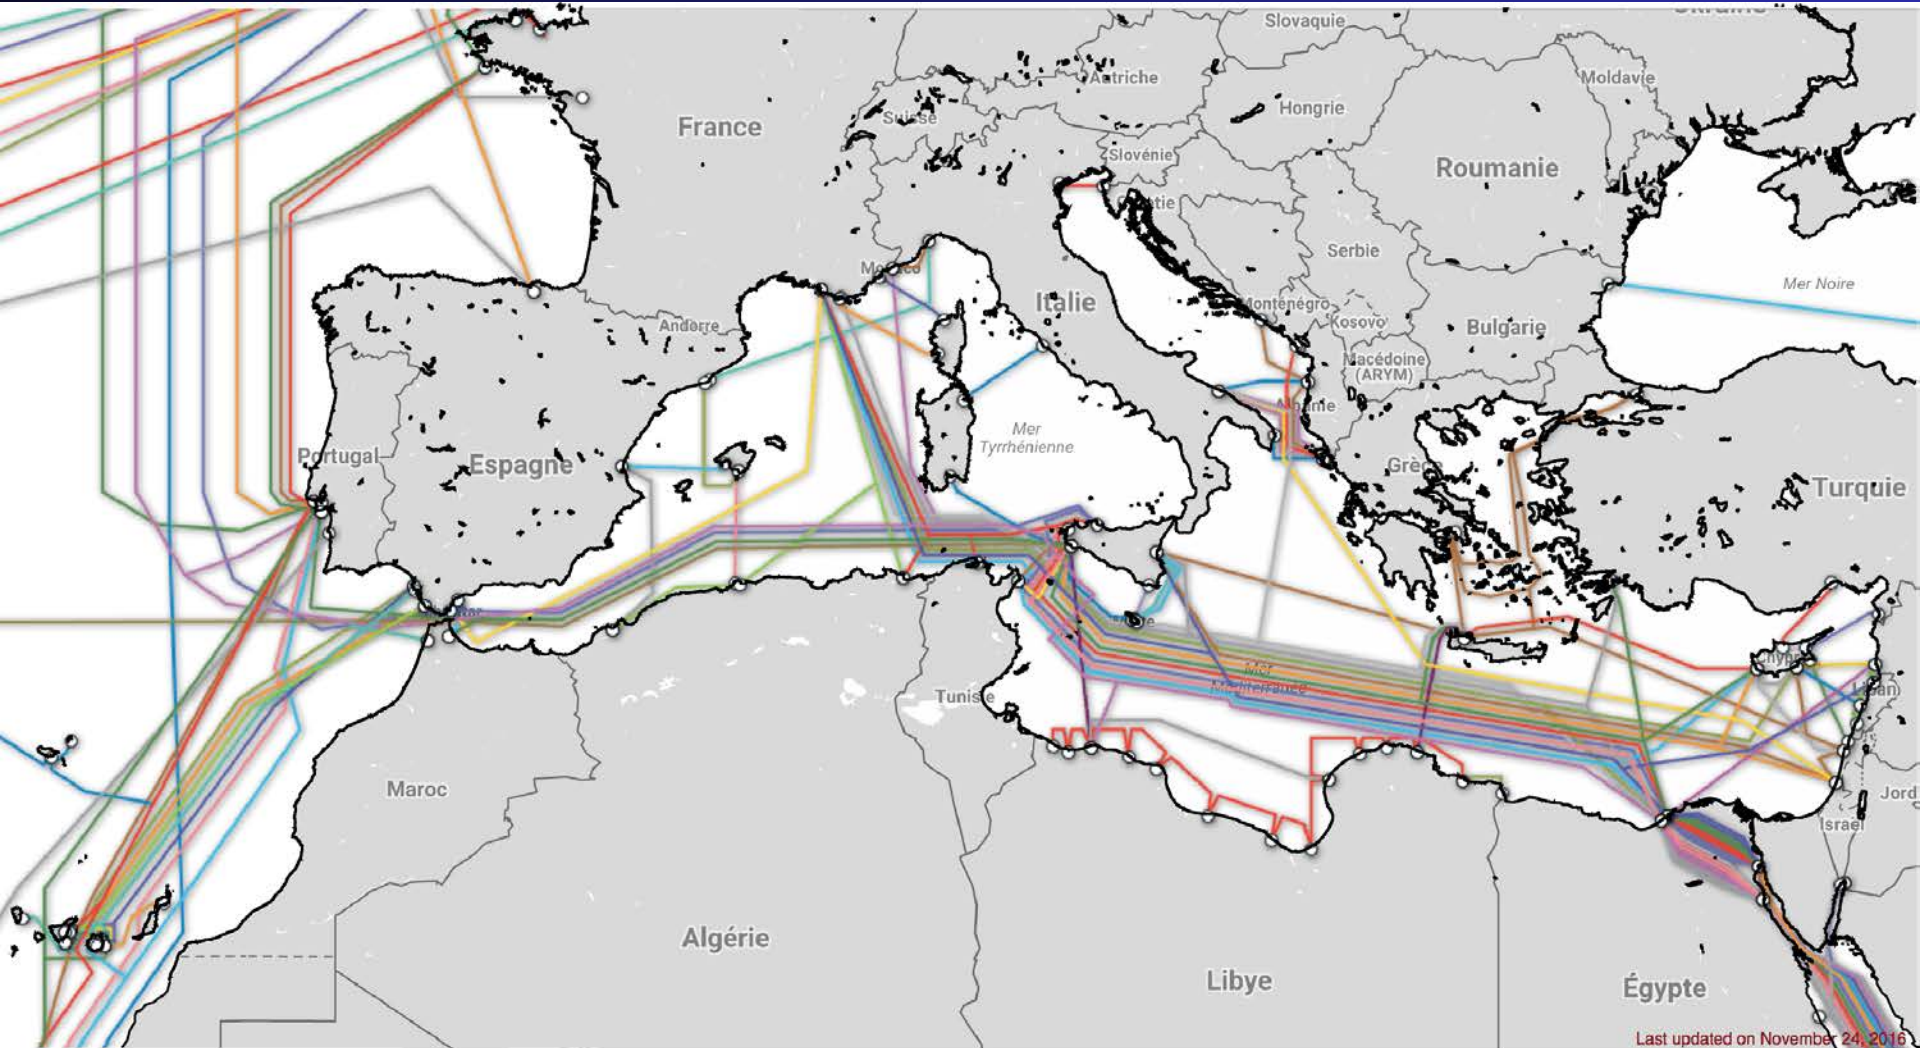 Slovaquie
Autriche
Moldavie
Hongrie
Suisse
France
Slovénie
Roumanie
Serbie
Mer Noire
Italie
Monténégro
Andorre
Kosovo
Bulgarie
Macédoine
(ARYM)
Mer
Tyrrhénienne
Portugal
Espagne
Turquie
Mer
Méditerranée
Tunisie
Maroc
Israël
Algérie
Libye
Égypte
Last updated on November 24, 2016